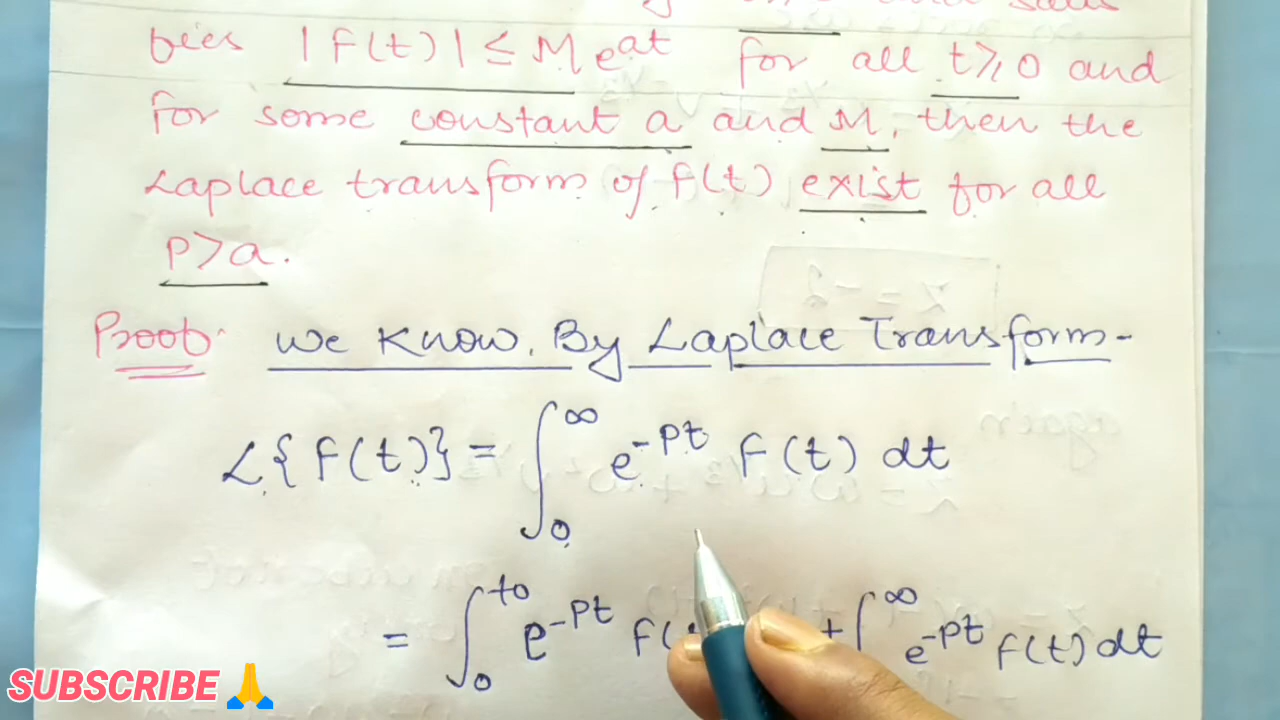 fies |F(t)| ≤ M e^at for all t ≥ 0 and
for some constant a and M, then the
Laplace transform of F(t) exist for all
P > a.
Proof: We Know, By Laplace Transform-
L{F(t)} = ∫_0^∞ e^-pt F(t) dt
= ∫_0^t0 e^-pt F( + ∫^∞ e^-pt F(t) dt
SUBSCRIBE 🙏